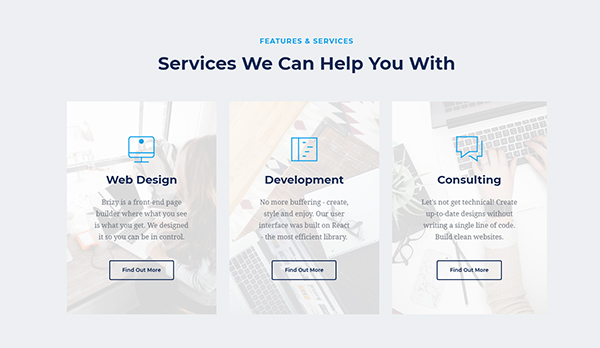 FEATURES & SERVICES
Services We Can Help You With
Web Design
Brizy is a front-end page
builder where what you see
is what you get. We designed
it so you can be in control.
Find Out More
Development
No more buffering - create,
style and enjoy. Our user
interface was built on React
- the most efficient library.
Find Out More
Consulting
Let's not get technical! Create
up-to-date designs without
writing a single line of code.
Build clean websites.
Find Out More